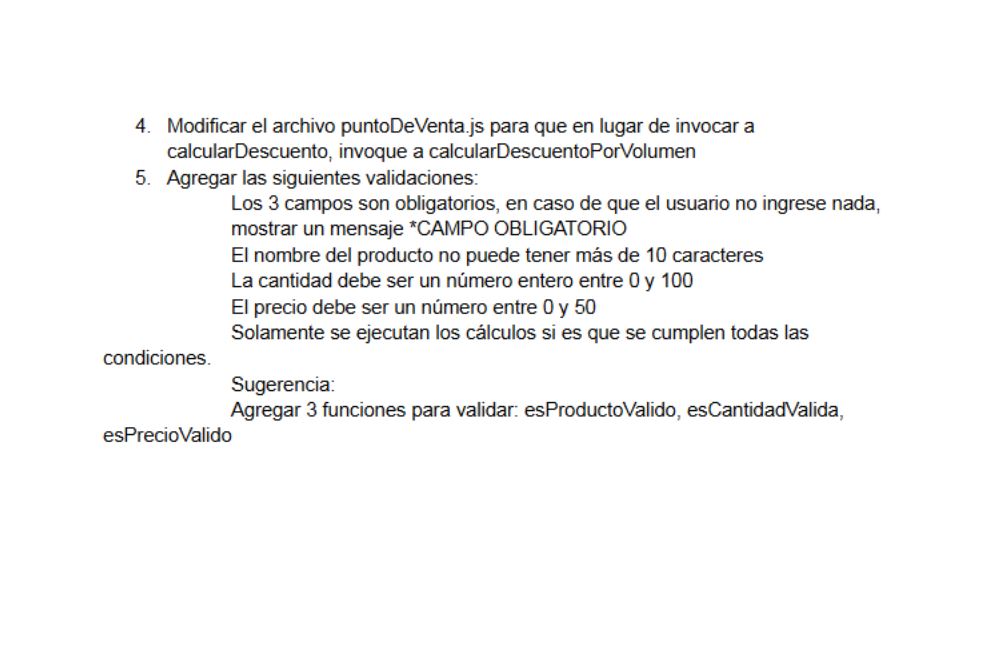 4. Modificar el archivo puntoDeVenta.js para que en lugar de invocar a
calcularDescuento, invoque a calcularDescuentoPorVolumen
5. Agregar las siguientes validaciones:
Los 3 campos son obligatorios, en caso de que el usuario no ingrese nada,
mostrar un mensaje *CAMPO OBLIGATORIO
El nombre del producto no puede tener más de 10 caracteres
La cantidad debe ser un número entero entre 0 y 100
El precio debe ser un número entre 0 y 50
Solamente se ejecutan los cálculos si es que se cumplen todas las
condiciones.
Sugerencia:
Agregar 3 funciones para validar: esProductoValido, esCantidadValida,
esPrecioValido